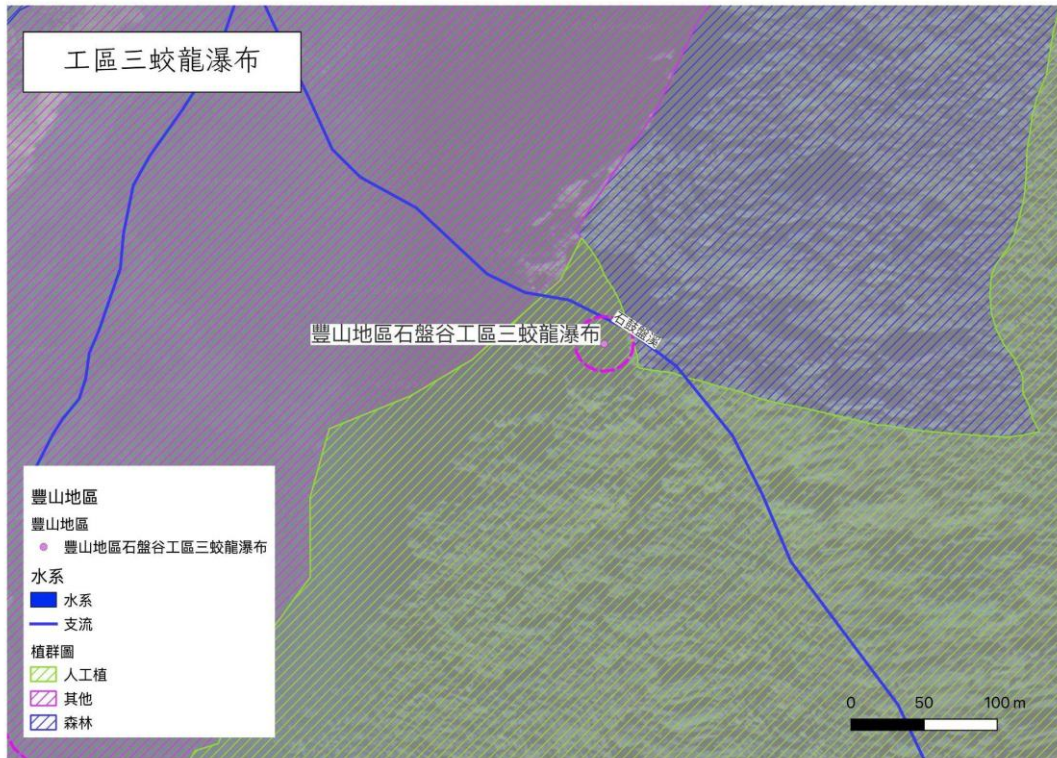 工區三蛟龍瀑布
豐山地區石盤谷工區三蛟龍瀑布
石鼓盤溪
豐山地區
豐山地區
豐山地區石盤谷工區三蛟龍瀑布
水系
水系
支流
植群圖
人工植
其他
森林
0 50 100 m